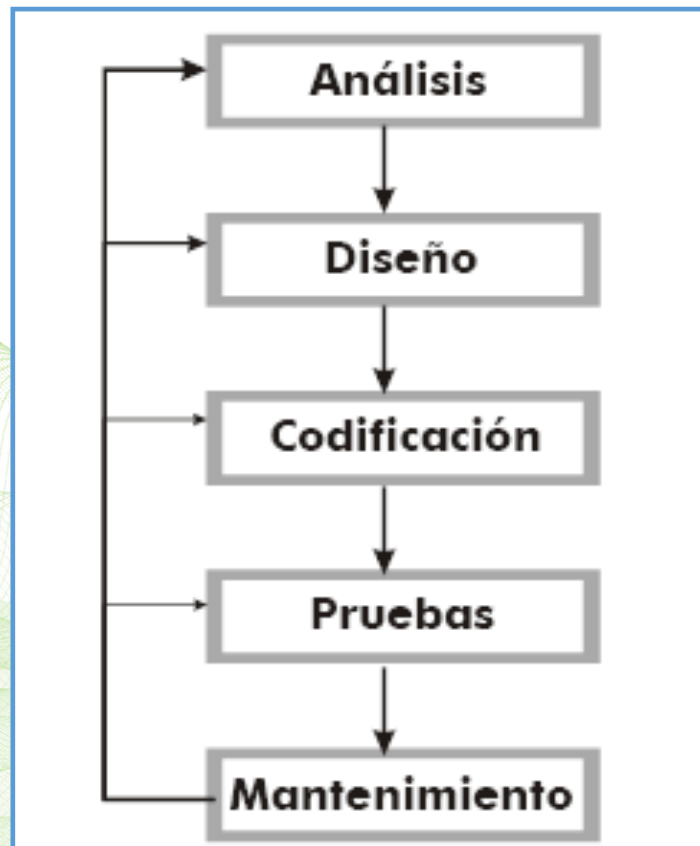 Análisis
Diseño
Codificación
Pruebas
Mantenimiento